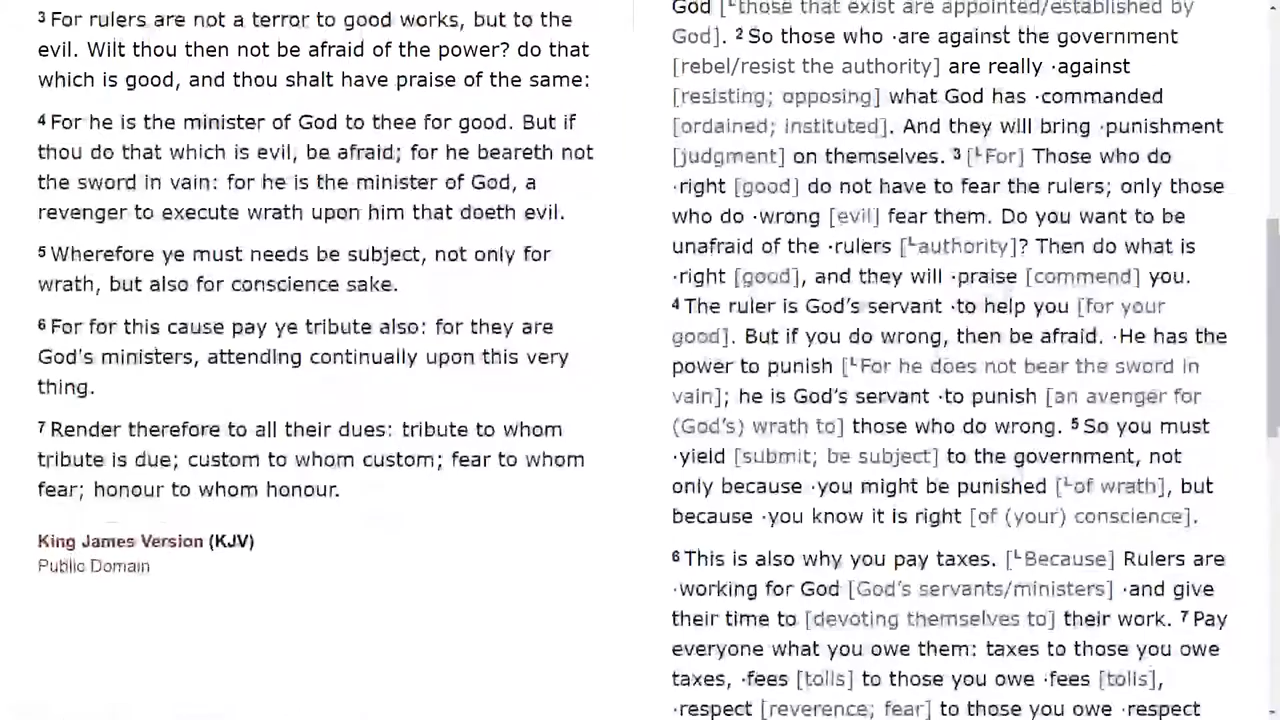 3 For rulers are not a terror to good works, but to the
evil. Wilt thou then not be afraid of the power? do that
which is good, and thou shalt have praise of the same:
4 For he is the minister of God to thee for good. But if
thou do that which is evil, be afraid; for he beareth not
the sword in vain: for he is the minister of God, a
revenger to execute wrath upon him that doeth evil.
5 Wherefore ye must needs be subject, not only for
wrath, but also for conscience sake.
6 For for this cause pay ye tribute also: for they are
God's ministers, attending continually upon this very
thing.
7 Render therefore to all their dues: tribute to whom
tribute is due; custom to whom custom; fear to whom
fear; honour to whom honour.
King James Version (KJV)
Public Domain
God [Lthose that exist are appointed/established by
God]. 2 So those who ·are against the government
[rebel/resist the authority] are really ·against
[resisting; opposing] what God has ·commanded
[ordained; instituted]. And they will bring ·punishment
[judgment] on themselves. 3 [LFor] Those who do
·right [good] do not have to fear the rulers; only those
who do ·wrong [evil] fear them. Do you want to be
unafraid of the ·rulers [Lauthority]? Then do what is
·right [good], and they will ·praise [commend] you.
4 The ruler is God's servant ·to help you [for your
good]. But if you do wrong, then be afraid. ·He has the
power to punish [LFor he does not bear the sword in
vain]; he is God's servant ·to punish [an avenger for
(God's) wrath to] those who do wrong. 5 So you must
·yield [submit; be subject] to the government, not
only because ·you might be punished [Lof wrath], but
because ·you know it is right [of (your) conscience].
6 This is also why you pay taxes. [LBecause] Rulers are
·working for God [God's servants/ministers] ·and give
their time to [devoting themselves to] their work. 7 Pay
everyone what you owe them: taxes to those you owe
taxes, ·fees [tolls] to those you owe ·fees [tolls],
·respect [reverence; fear] to those you owe ·respect